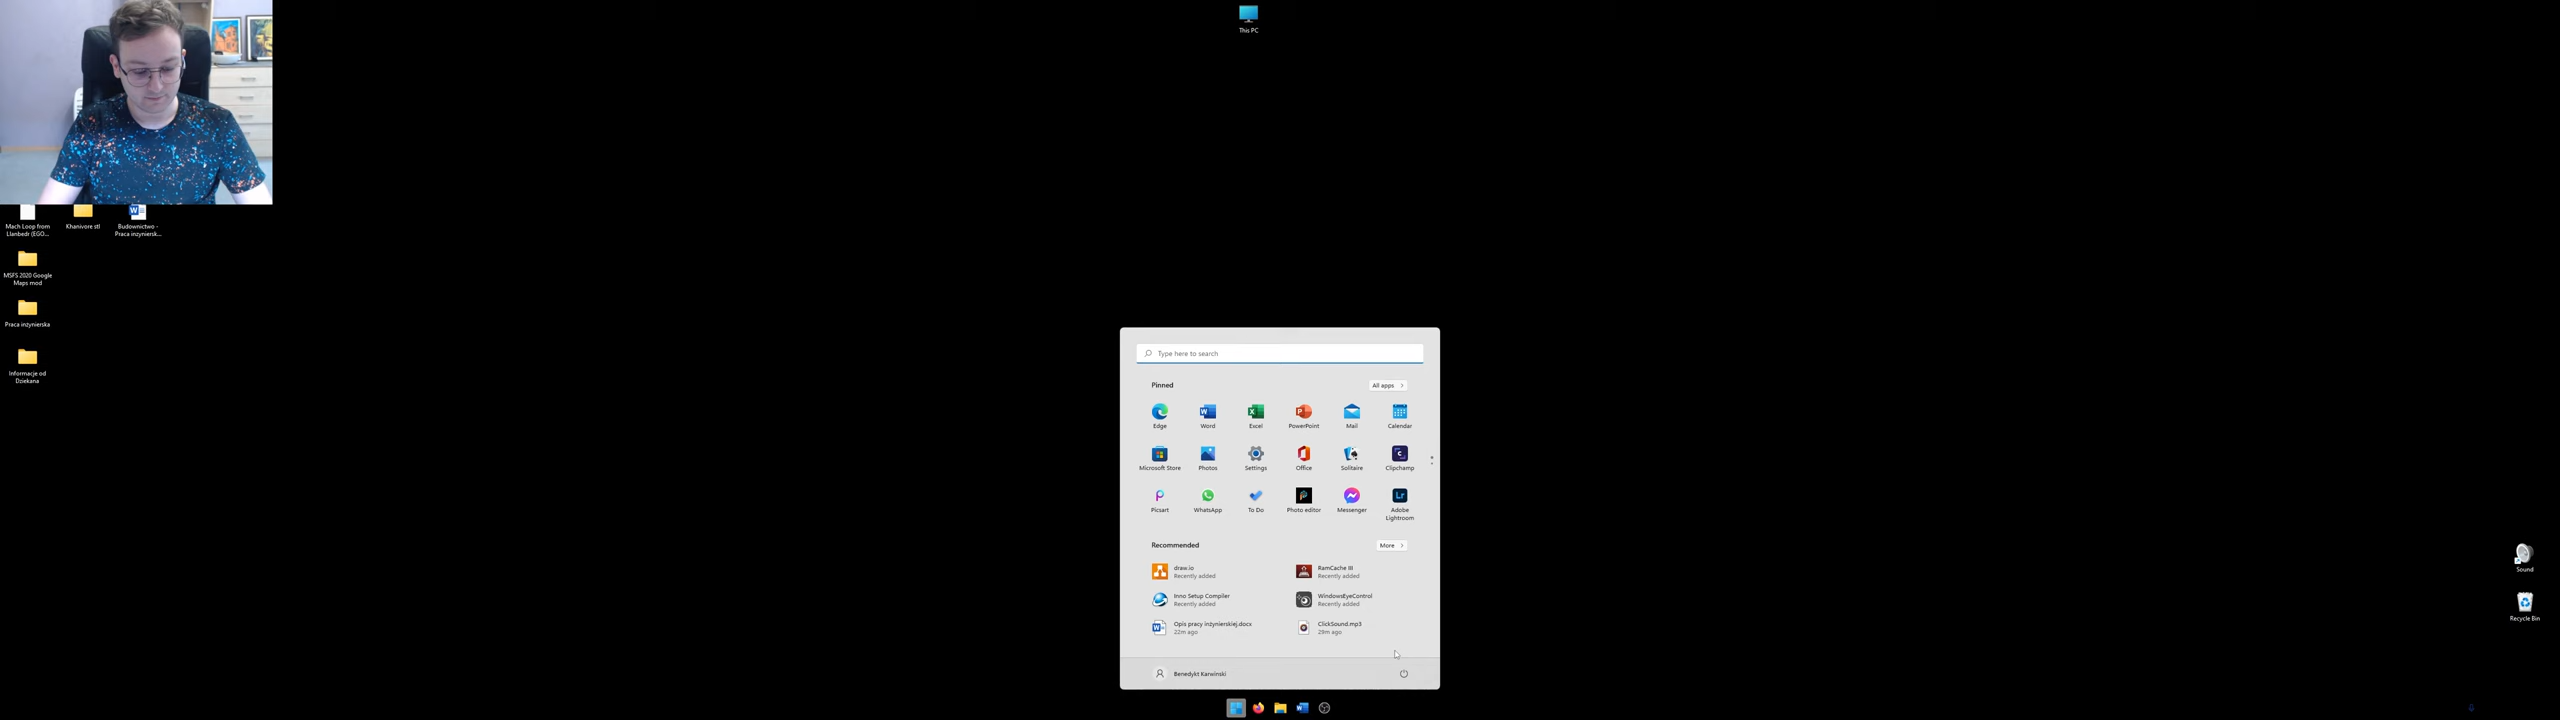 This PC
Mach Loop from
Llanbedr (EGO...
Khanivore stl
Budownictwo -
Praca inżyniersk...
MSFS 2020 Google
Maps mod
Praca inżynierska
Informacje od
Dziekana
Type here to search
Pinned
All apps
Edge
Word
Excel
PowerPoint
Mail
Calendar
Microsoft Store
Photos
Settings
Office
Solitaire
Clipchamp
Picsart
WhatsApp
To Do
Photo editor
Messenger
Adobe
Lightroom
Recommended
More
draw.io
Recently added
RamCache III
Recently added
Inno Setup Compiler
Recently added
WindowsEyeControl
Recently added
Opis pracy inżynierskiej.docx
22m ago
ClickSound.mp3
29m ago
Benedykt Karwinski
Sound
Recycle Bin